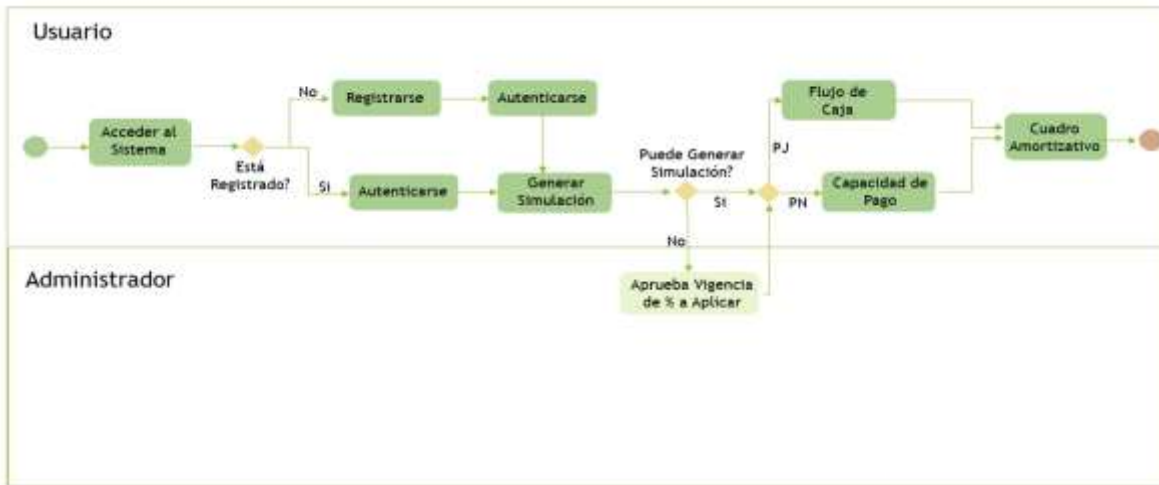 Usuario
No
Registrarse
Autenticarse
Flujo de
Caja
Acceder al
Sistema
Está
Registrado?
Si
Autenticarse
Generar
Simulación
Puede Generar
Simulación?
Si
PJ
PN
Capacidad de
Pago
Cuadro
Amortizativo
No
Administrador
Aprueba Vigencia
de % a Aplicar